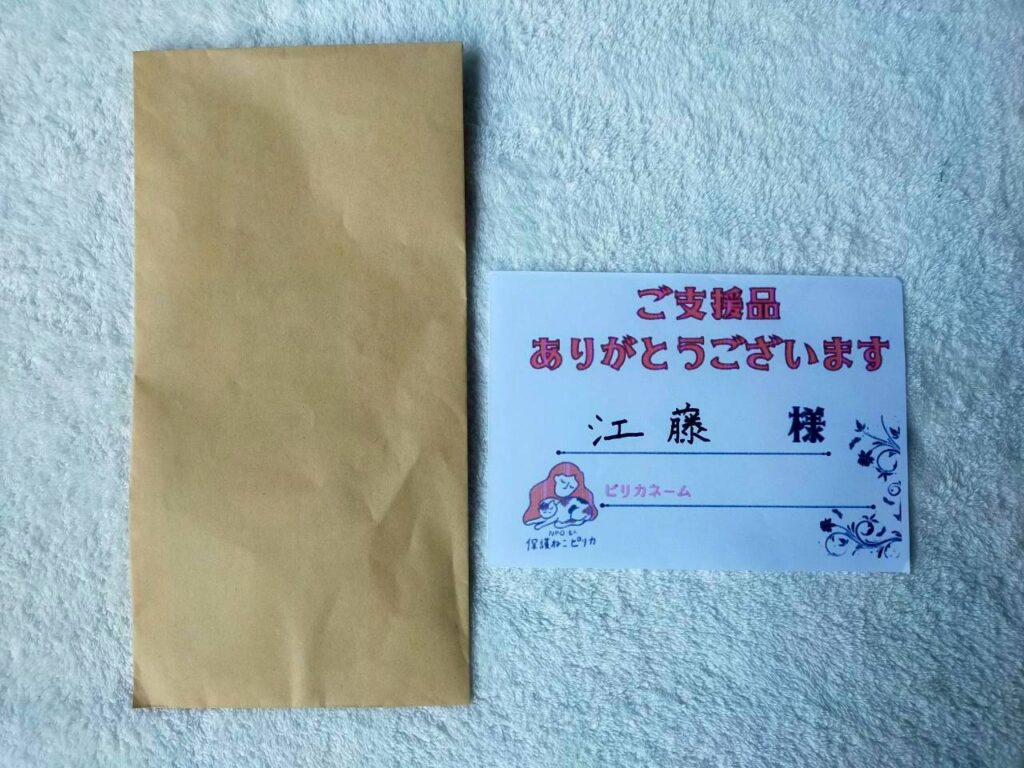 ご支援品
ありがとうございます
江藤 様
ピリカネーム
NPO法人
保護ねこピリカ